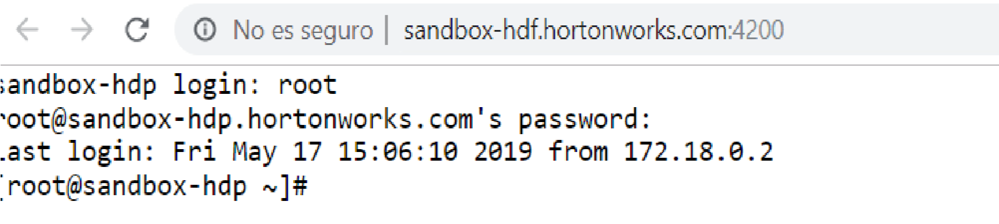 No es seguro | sandbox-hdf.hortonworks.com:4200
sandbox-hdp login: root
root@sandbox-hdp.hortonworks.com's password:
Last login: Fri May 17 15:06:10 2019 from 172.18.0.2
[root@sandbox-hdp ~]#